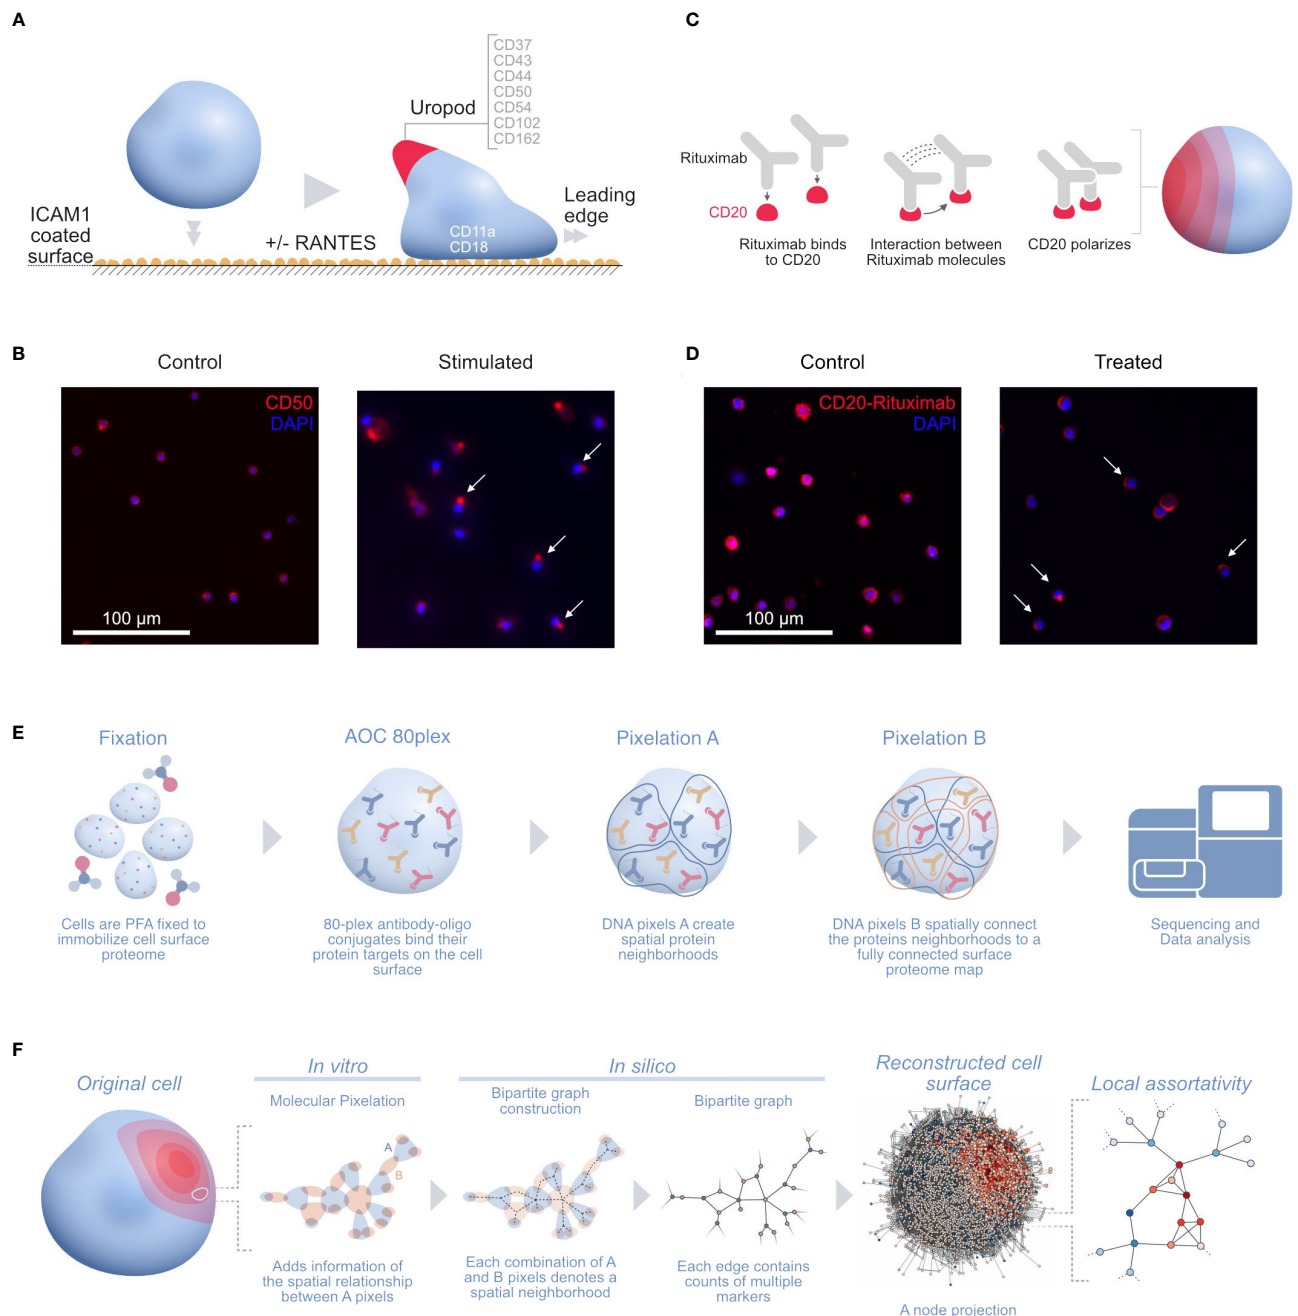 A
CD37
CD43
CD44
CD50
CD54
CD102
CD162
Uropod
ICAM1
coated
surface
+/- RANTES
CD11a
CD18
Leading
edge
C
Rituximab
CD20
Rituximab binds
to CD20
Interaction between
Rituximab molecules
CD20 polarizes
B
Control
Stimulated
CD50
DAPI
100 µm
D
Control
Treated
CD20-Rituximab
DAPI
100 µm
E
Fixation
AOC 80plex
Pixelation A
Pixelation B
Cells are PFA fixed to
immobilize cell surface
proteome
80-plex antibody-oligo
conjugates bind their
protein targets on the cell
surface
DNA pixels A create
spatial protein
neighborhoods
DNA pixels B spatially connect
the proteins neighborhoods to a
fully connected surface
proteome map
Sequencing and
Data analysis
F
Original cell
In vitro
Molecular Pixelation
A
B
Adds information of
the spatial relationship
between A pixels
In silico
Bipartite graph
construction
Each combination of A
and B pixels denotes a
spatial neighborhood
Bipartite graph
Each edge contains
counts of multiple
markers
Reconstructed cell
surface
A node projection
Local assortativity